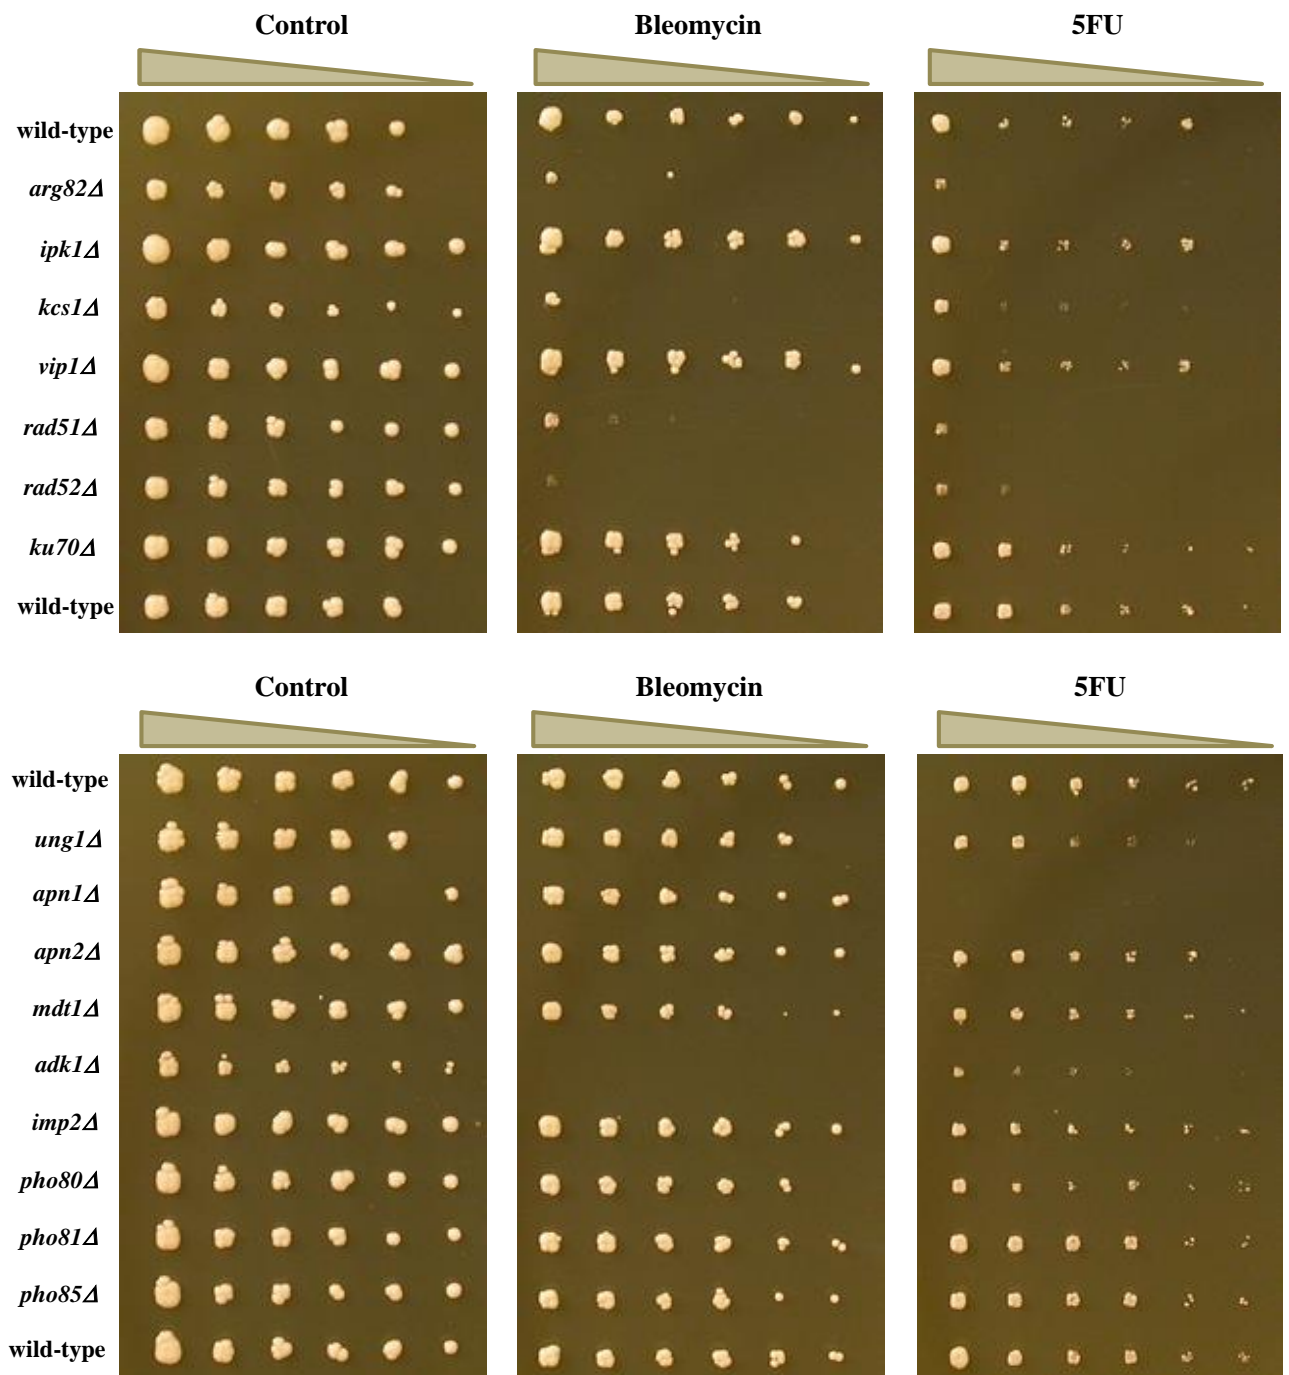 Control Bleomycin 5FU
wild-type
arg82Δ
ipk1Δ
kcs1Δ
vip1Δ
rad51Δ
rad52Δ
ku70Δ
wild-type
Control Bleomycin 5FU
wild-type
ung1Δ
apn1Δ
apn2Δ
mdt1Δ
adk1Δ
imp2Δ
pho80Δ
pho81Δ
pho85Δ
wild-type